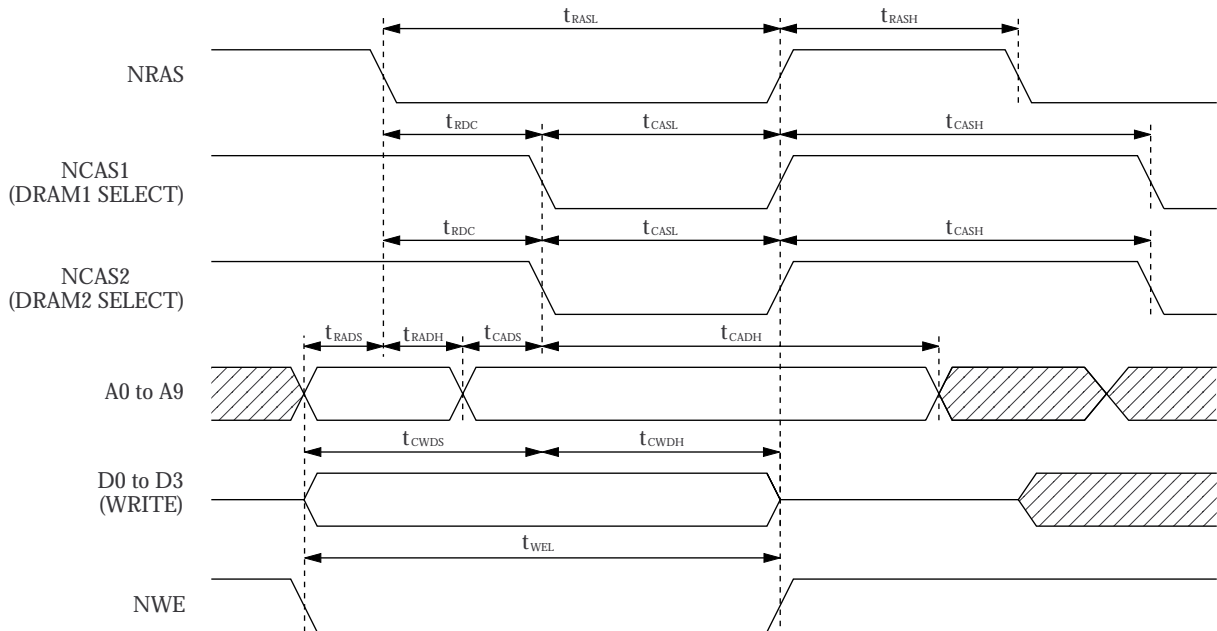 tRASL tRASH
NRAS
tRDC tCASL tCASH
NCAS1
(DRAM1 SELECT)
tRDC tCASL tCASH
NCAS2
(DRAM2 SELECT)
tRADS tRADH tCADS tCADH
A0 to A9
tCWDS tCWDH
D0 to D3
(WRITE)
tWEL
NWE